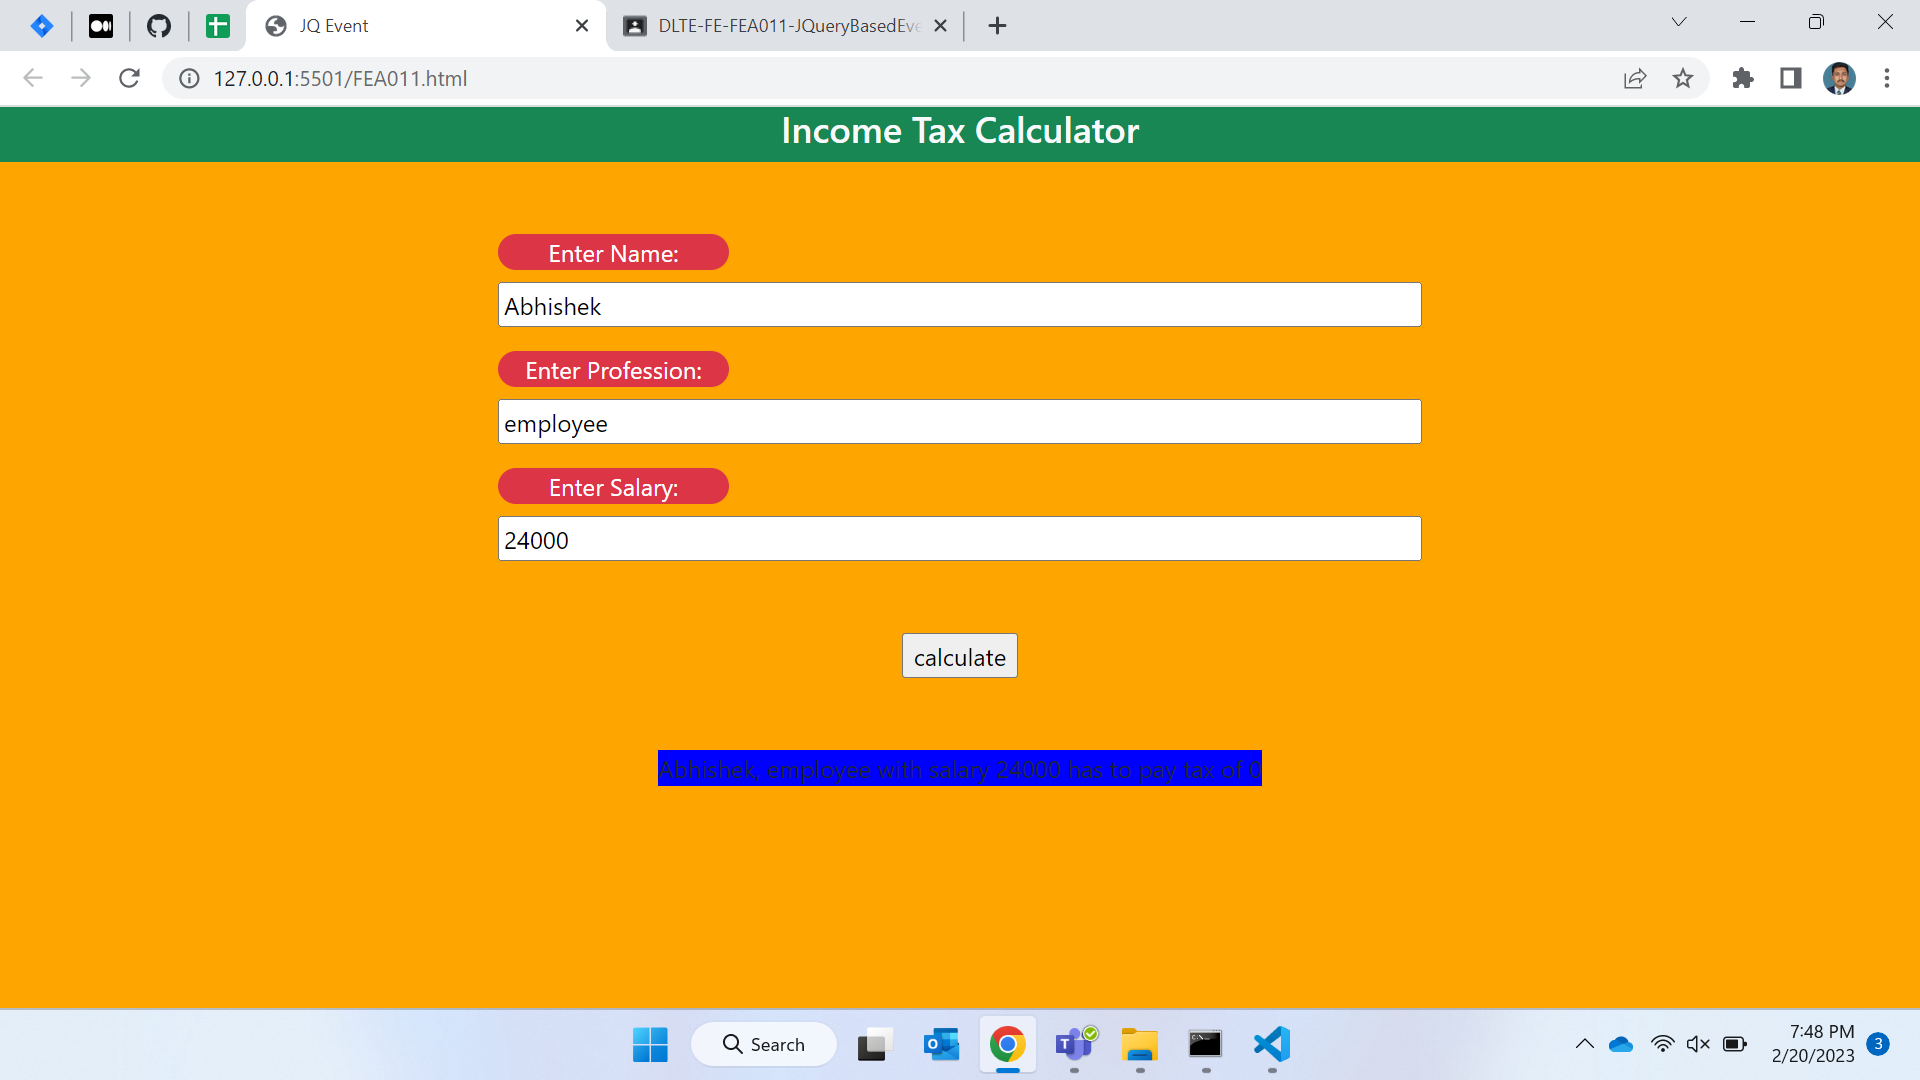 JQ Event
DLTE-FE-FEA011-JQueryBasedEve
127.0.0.1:5501/FEA011.html
Income Tax Calculator
Enter Name:
Abhishek
Enter Profession:
employee
Enter Salary:
24000
calculate
Abhishek, employee with salary 24000 has to pay tax of 0
Search
7:48 PM
2/20/2023
3